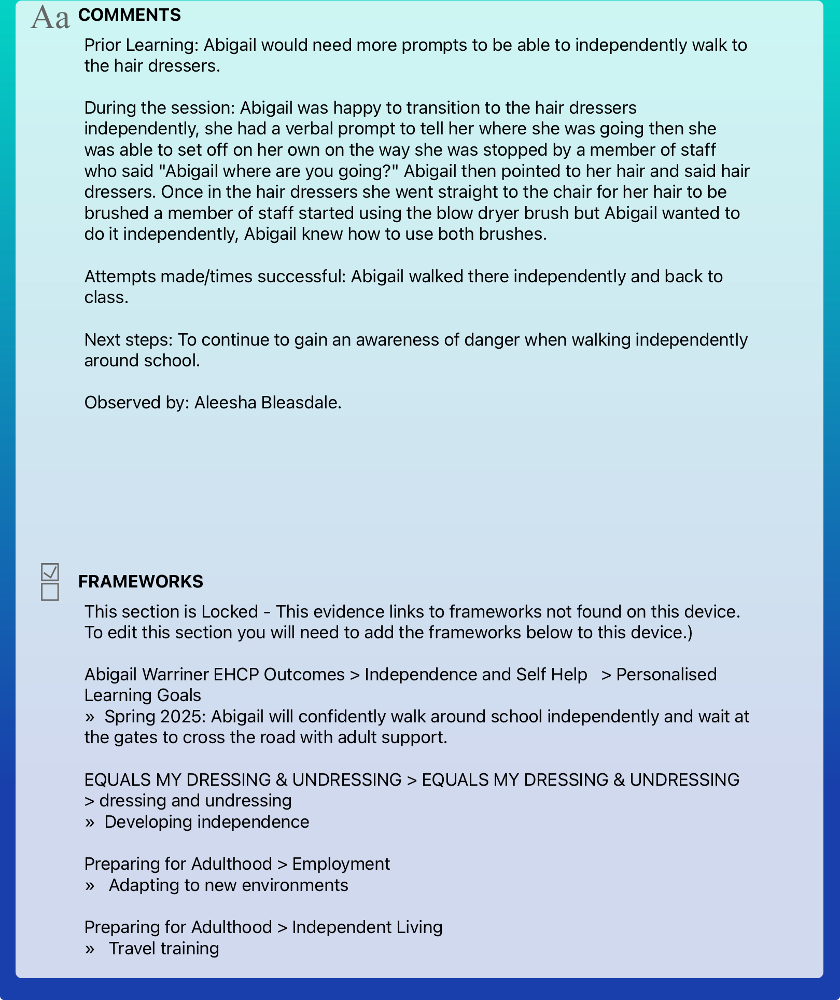 Aa COMMENTS
Prior Learning: Abigail would need more prompts to be able to independently walk to
the hair dressers.
During the session: Abigail was happy to transition to the hair dressers
independently, she had a verbal prompt to tell her where she was going then she
was able to set off on her own on the way she was stopped by a member of staff
who said "Abigail where are you going?" Abigail then pointed to her hair and said hair
dressers. Once in the hair dressers she went straight to the chair for her hair to be
brushed a member of staff started using the blow dryer brush but Abigail wanted to
do it independently, Abigail knew how to use both brushes.
Attempts made/times successful: Abigail walked there independently and back to
class.
Next steps: To continue to gain an awareness of danger when walking independently
around school.
Observed by: Aleesha Bleasdale.
FRAMEWORKS
This section is Locked - This evidence links to frameworks not found on this device.
To edit this section you will need to add the frameworks below to this device.)
Abigail Warriner EHCP Outcomes > Independence and Self Help > Personalised
Learning Goals
» Spring 2025: Abigail will confidently walk around school independently and wait at
the gates to cross the road with adult support.
EQUALS MY DRESSING & UNDRESSING > EQUALS MY DRESSING & UNDRESSING
> dressing and undressing
» Developing independence
Preparing for Adulthood > Employment
» Adapting to new environments
Preparing for Adulthood > Independent Living
» Travel training